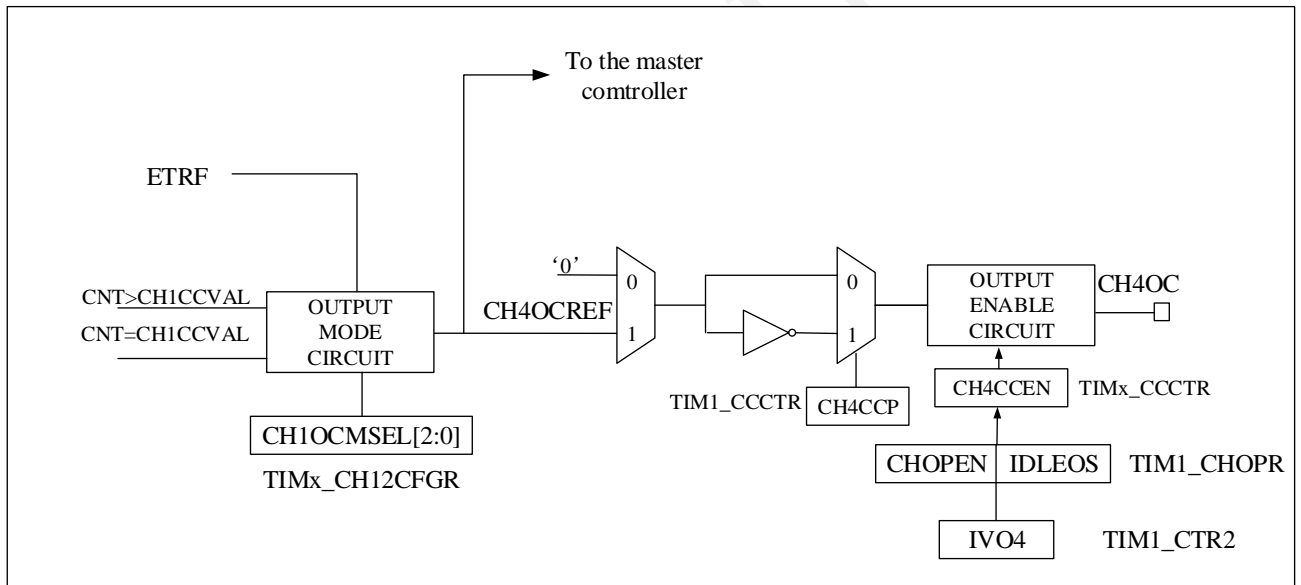 To the master
comtroller
ETRF
CNT>CH1CCVAL
CNT=CH1CCVAL
OUTPUT
MODE
CIRCUIT
CH1OCMSEL[2:0]
TIMx_CH12CFGR
‘0’
CH4OCREF
0
1
0
1
TIM1_CCCTR
CH4CCP
OUTPUT
ENABLE
CIRCUIT
CH4OC
CH4CCEN
TIMx_CCCTR
CHOPEN
IDLEOS
TIM1_CHOPR
IVO4
TIM1_CTR2